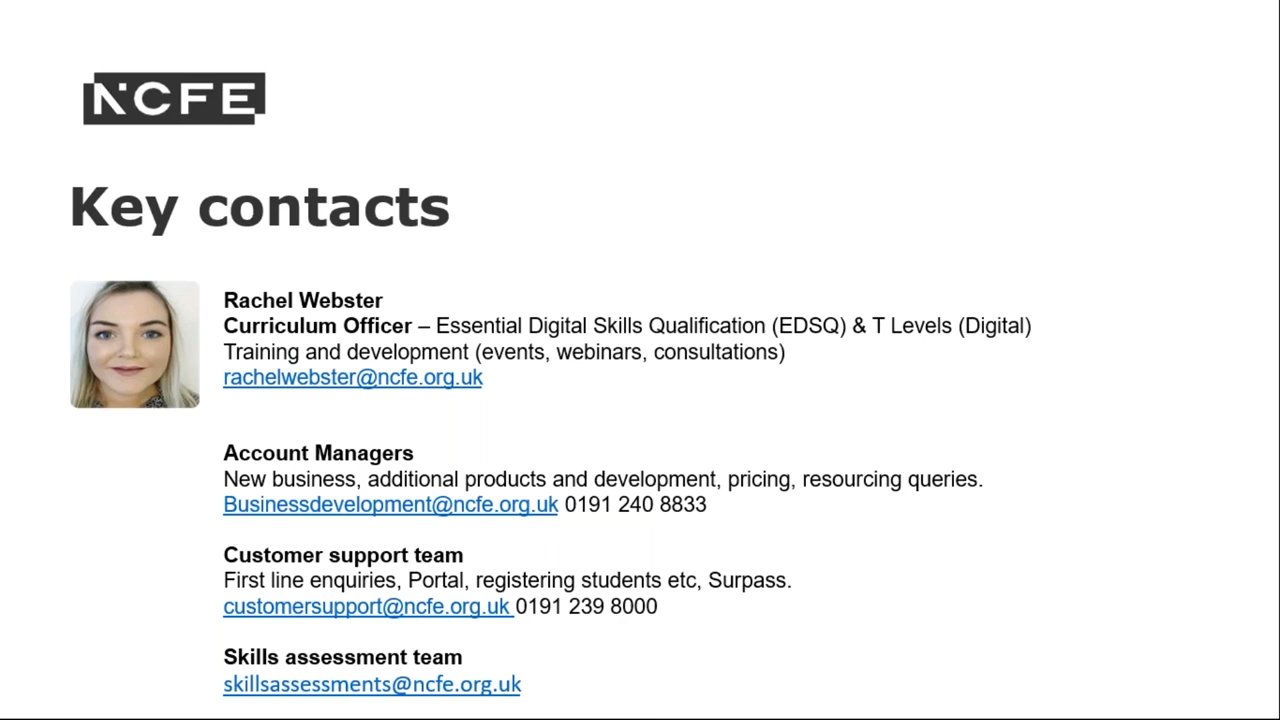 NCFE
Key contacts
Rachel Webster
Curriculum Officer – Essential Digital Skills Qualification (EDSQ) & T Levels (Digital)
Training and development (events, webinars, consultations)
rachelwebster@ncfe.org.uk
Account Managers
New business, additional products and development, pricing, resourcing queries.
Businessdevelopment@ncfe.org.uk 0191 240 8833
Customer support team
First line enquiries, Portal, registering students etc, Surpass.
customersupport@ncfe.org.uk 0191 239 8000
Skills assessment team
skillsassessments@ncfe.org.uk